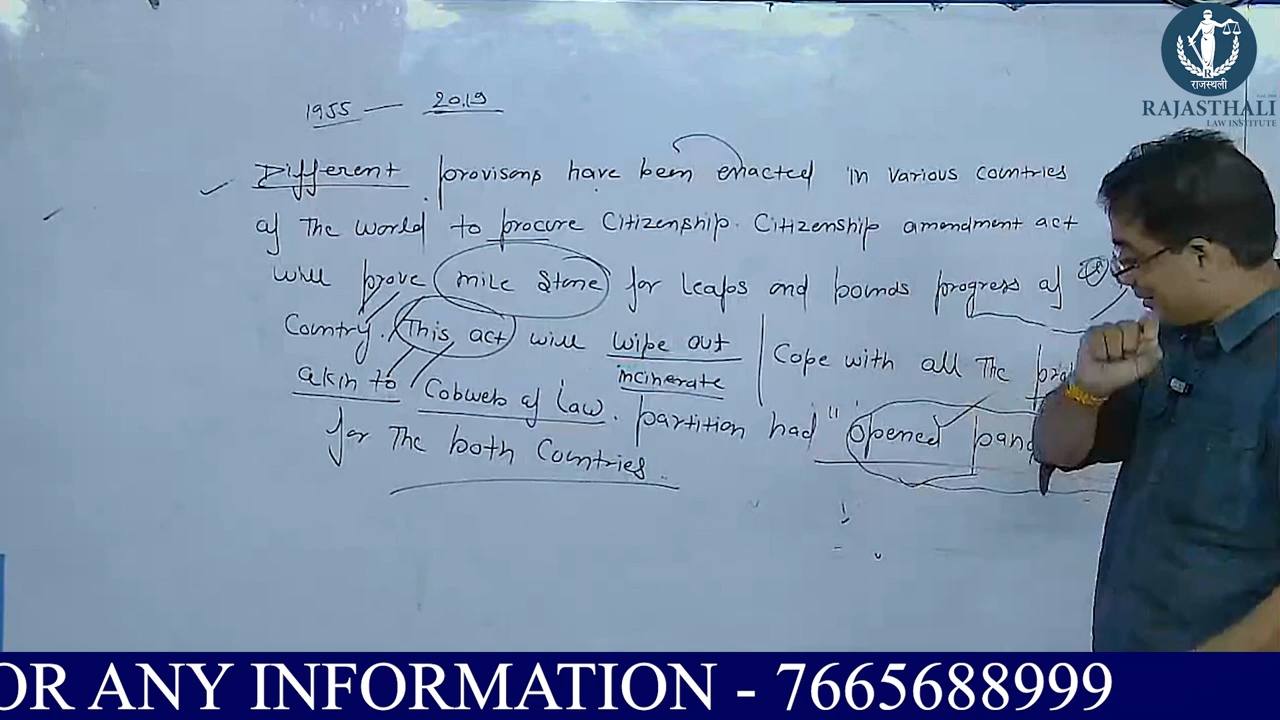 राजस्थली
RAJASTHALI
LAW INSTITUTE
1955 — 2019
Different provisons have been enacted in various countries
of The world to procure Citizenship. Citizenship amendment act
will prove mile stone for leaps and bounds progress of
Country. This act will wipe out Cope with all The
incinerate
akin to Cobweb of law. partition had " opened
for The both Countries.
OR ANY INFORMATION - 7665688999